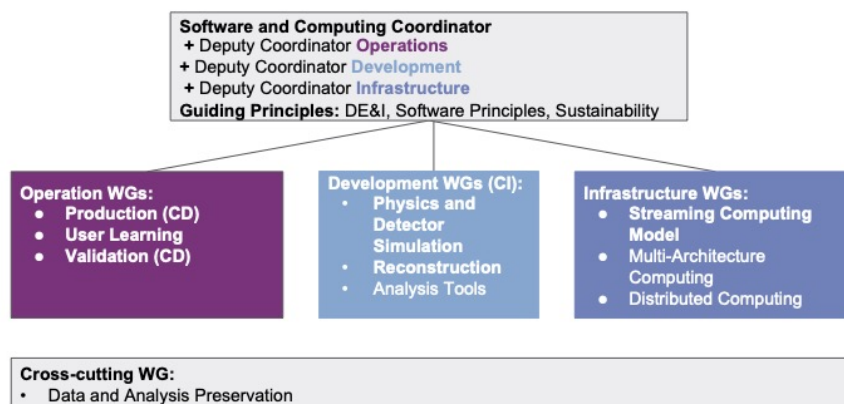 Software and Computing Coordinator
+ Deputy Coordinator Operations
+ Deputy Coordinator Development
+ Deputy Coordinator Infrastructure
Guiding Principles: DE&I, Software Principles, Sustainability
Operation WGs:
● Production (CD)
● User Learning
● Validation (CD)
Development WGs (CI):
• Physics and
Detector
Simulation
• Reconstruction
• Analysis Tools
Infrastructure WGs:
● Streaming Computing
Model
● Multi-Architecture
Computing
● Distributed Computing
Cross-cutting WG:
• Data and Analysis Preservation